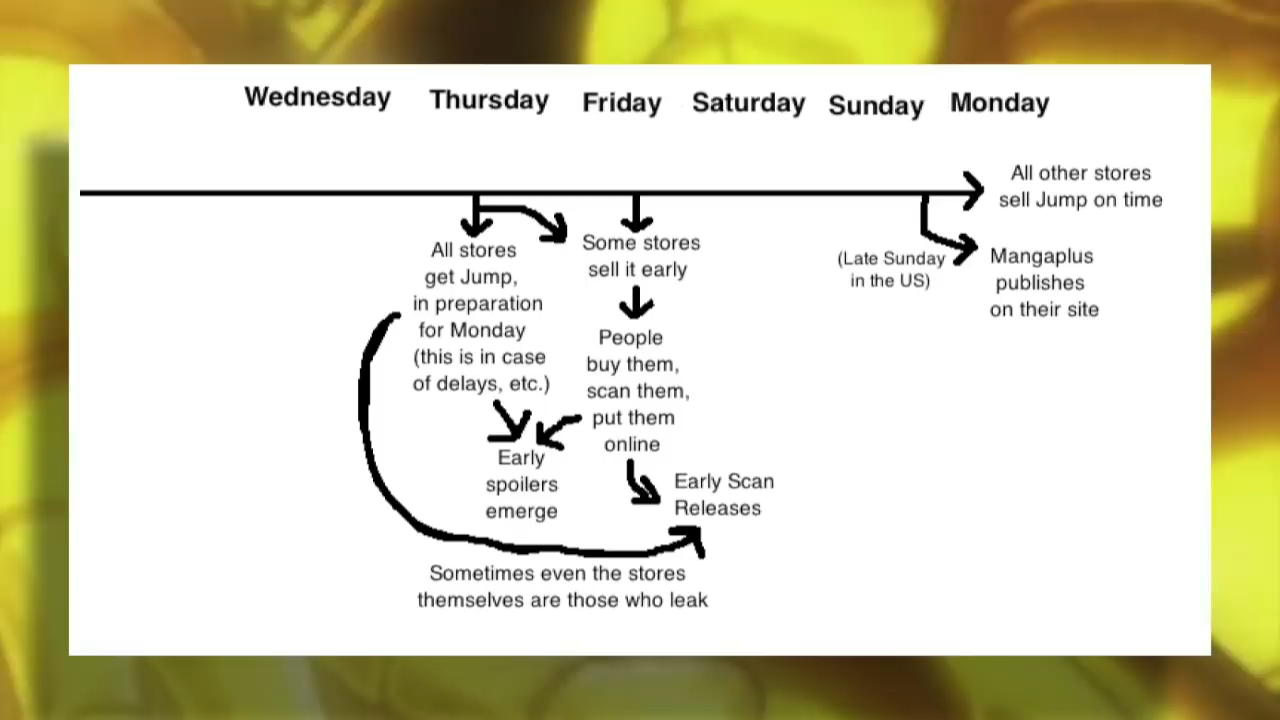 Wednesday Thursday Friday Saturday Sunday Monday
All other stores
sell Jump on time
All stores
get Jump,
in preparation
for Monday
(this is in case
of delays, etc.)
Some stores
sell it early
(Late Sunday
in the US)
Mangaplus
publishes
on their site
People
buy them,
scan them,
put them
online
Early
spoilers
emerge
Early Scan
Releases
Sometimes even the stores
themselves are those who leak